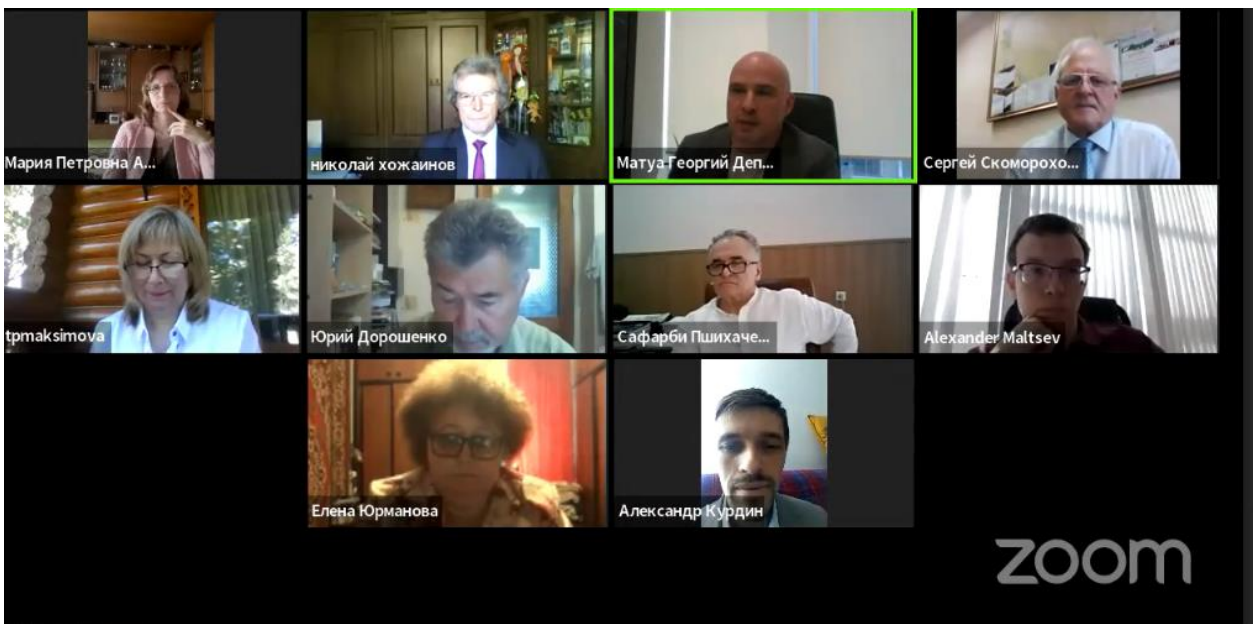 Мария Петровна А...
николай хожаинов
Матуа Георгий Деп...
Сергей Скоморохо...
tpmaksimova
Юрий Дорошенко
Сафарби Пшихаче...
Alexander Maltsev
Елена Юрманова
Александр Курдин
zoom